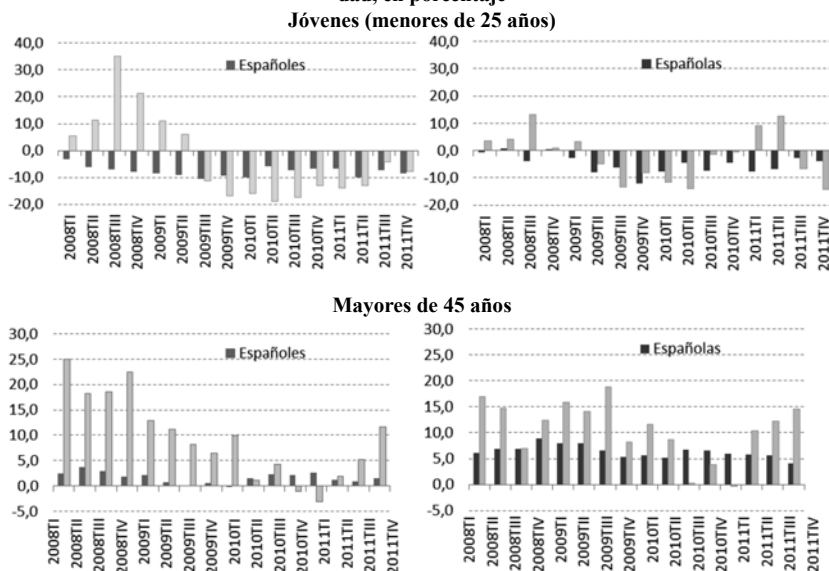 dad, en porcentaje
Jóvenes (menores de 25 años)
40,0
30,0
20,0
10,0
0,0
-10,0
-20,0
Españoles
2008TI
2008TII
2008TIII
2008TIV
2009TI
2009TII
2009TIII
2009TIV
2010TI
2010TII
2010TIII
2010TIV
2011TI
2011TII
2011TIII
2011TIV
40,0
30,0
20,0
10,0
0,0
-10,0
-20,0
Españolas
2008TI
2008TII
2008TIII
2008TIV
2009TI
2009TII
2009TIII
2009TIV
2010TI
2010TII
2010TIII
2010TIV
2011TI
2011TII
2011TIII
2011TIV
Mayores de 45 años
30,0
25,0
20,0
15,0
10,0
5,0
0,0
-5,0
Españoles
2008TI
2008TII
2008TIII
2008TIV
2009TI
2009TII
2009TIII
2009TIV
2010TI
2010TII
2010TIII
2010TIV
2011TI
2011TII
2011TIII
2011TIV
30,0
25,0
20,0
15,0
10,0
5,0
0,0
-5,0
Españolas
2008TI
2008TII
2008TIII
2008TIV
2009TI
2009TII
2009TIII
2009TIV
2010TI
2010TII
2010TIII
2010TIV
2011TI
2011TII
2011TIII
2011TIV